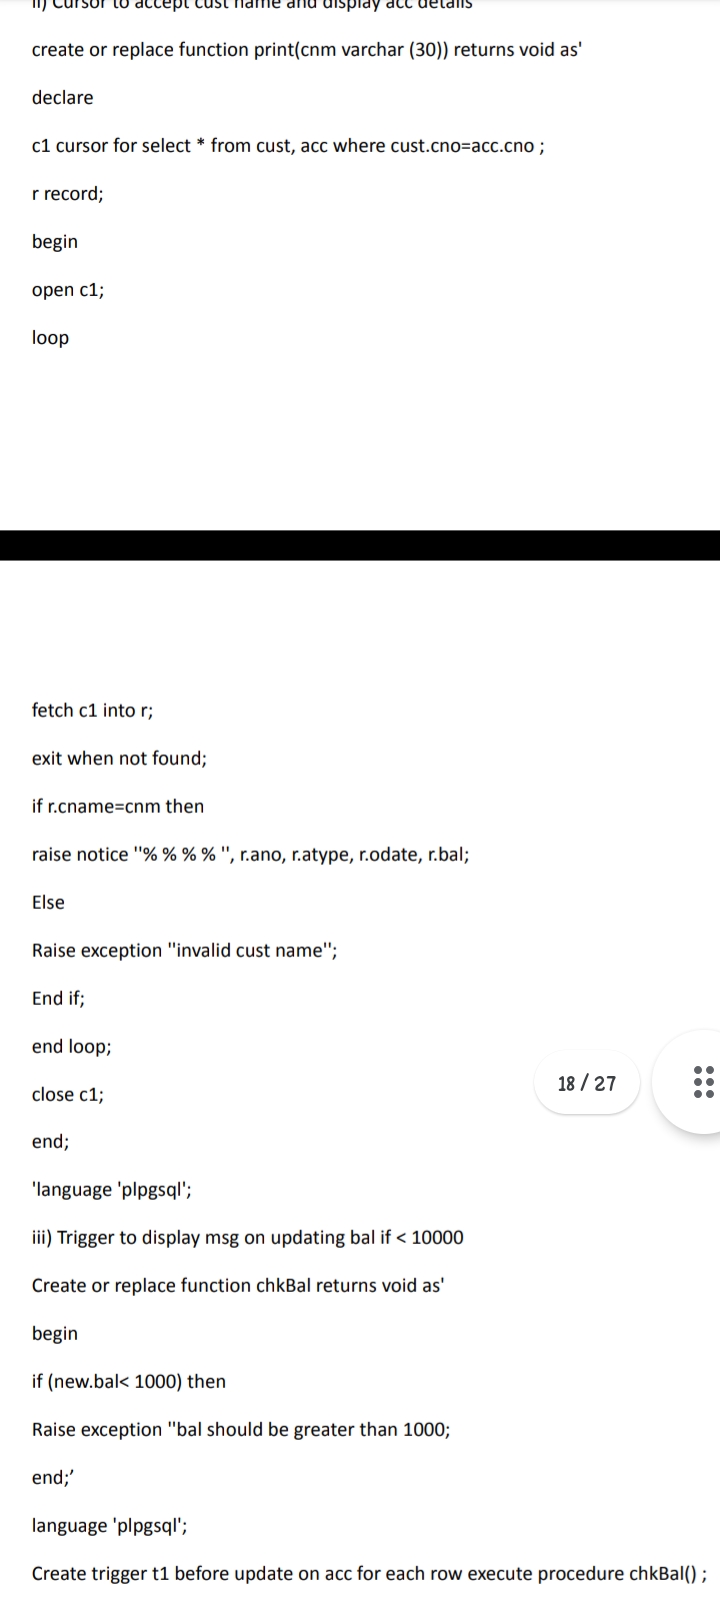 ii) Cursor to accept cust name and display acc details
create or replace function print(cnm varchar (30)) returns void as'
declare
c1 cursor for select * from cust, acc where cust.cno=acc.cno ;
r record;
begin
open c1;
loop
fetch c1 into r;
exit when not found;
if r.cname=cnm then
raise notice ''% % % % '', r.ano, r.atype, r.odate, r.bal;
Else
Raise exception ''invalid cust name'';
End if;
end loop;
close c1;
end;
'language 'plpgsql';
iii) Trigger to display msg on updating bal if < 10000
Create or replace function chkBal returns void as'
begin
if (new.bal< 1000) then
Raise exception ''bal should be greater than 1000;
end;’
language 'plpgsql';
Create trigger t1 before update on acc for each row execute procedure chkBal() ;
18 / 27